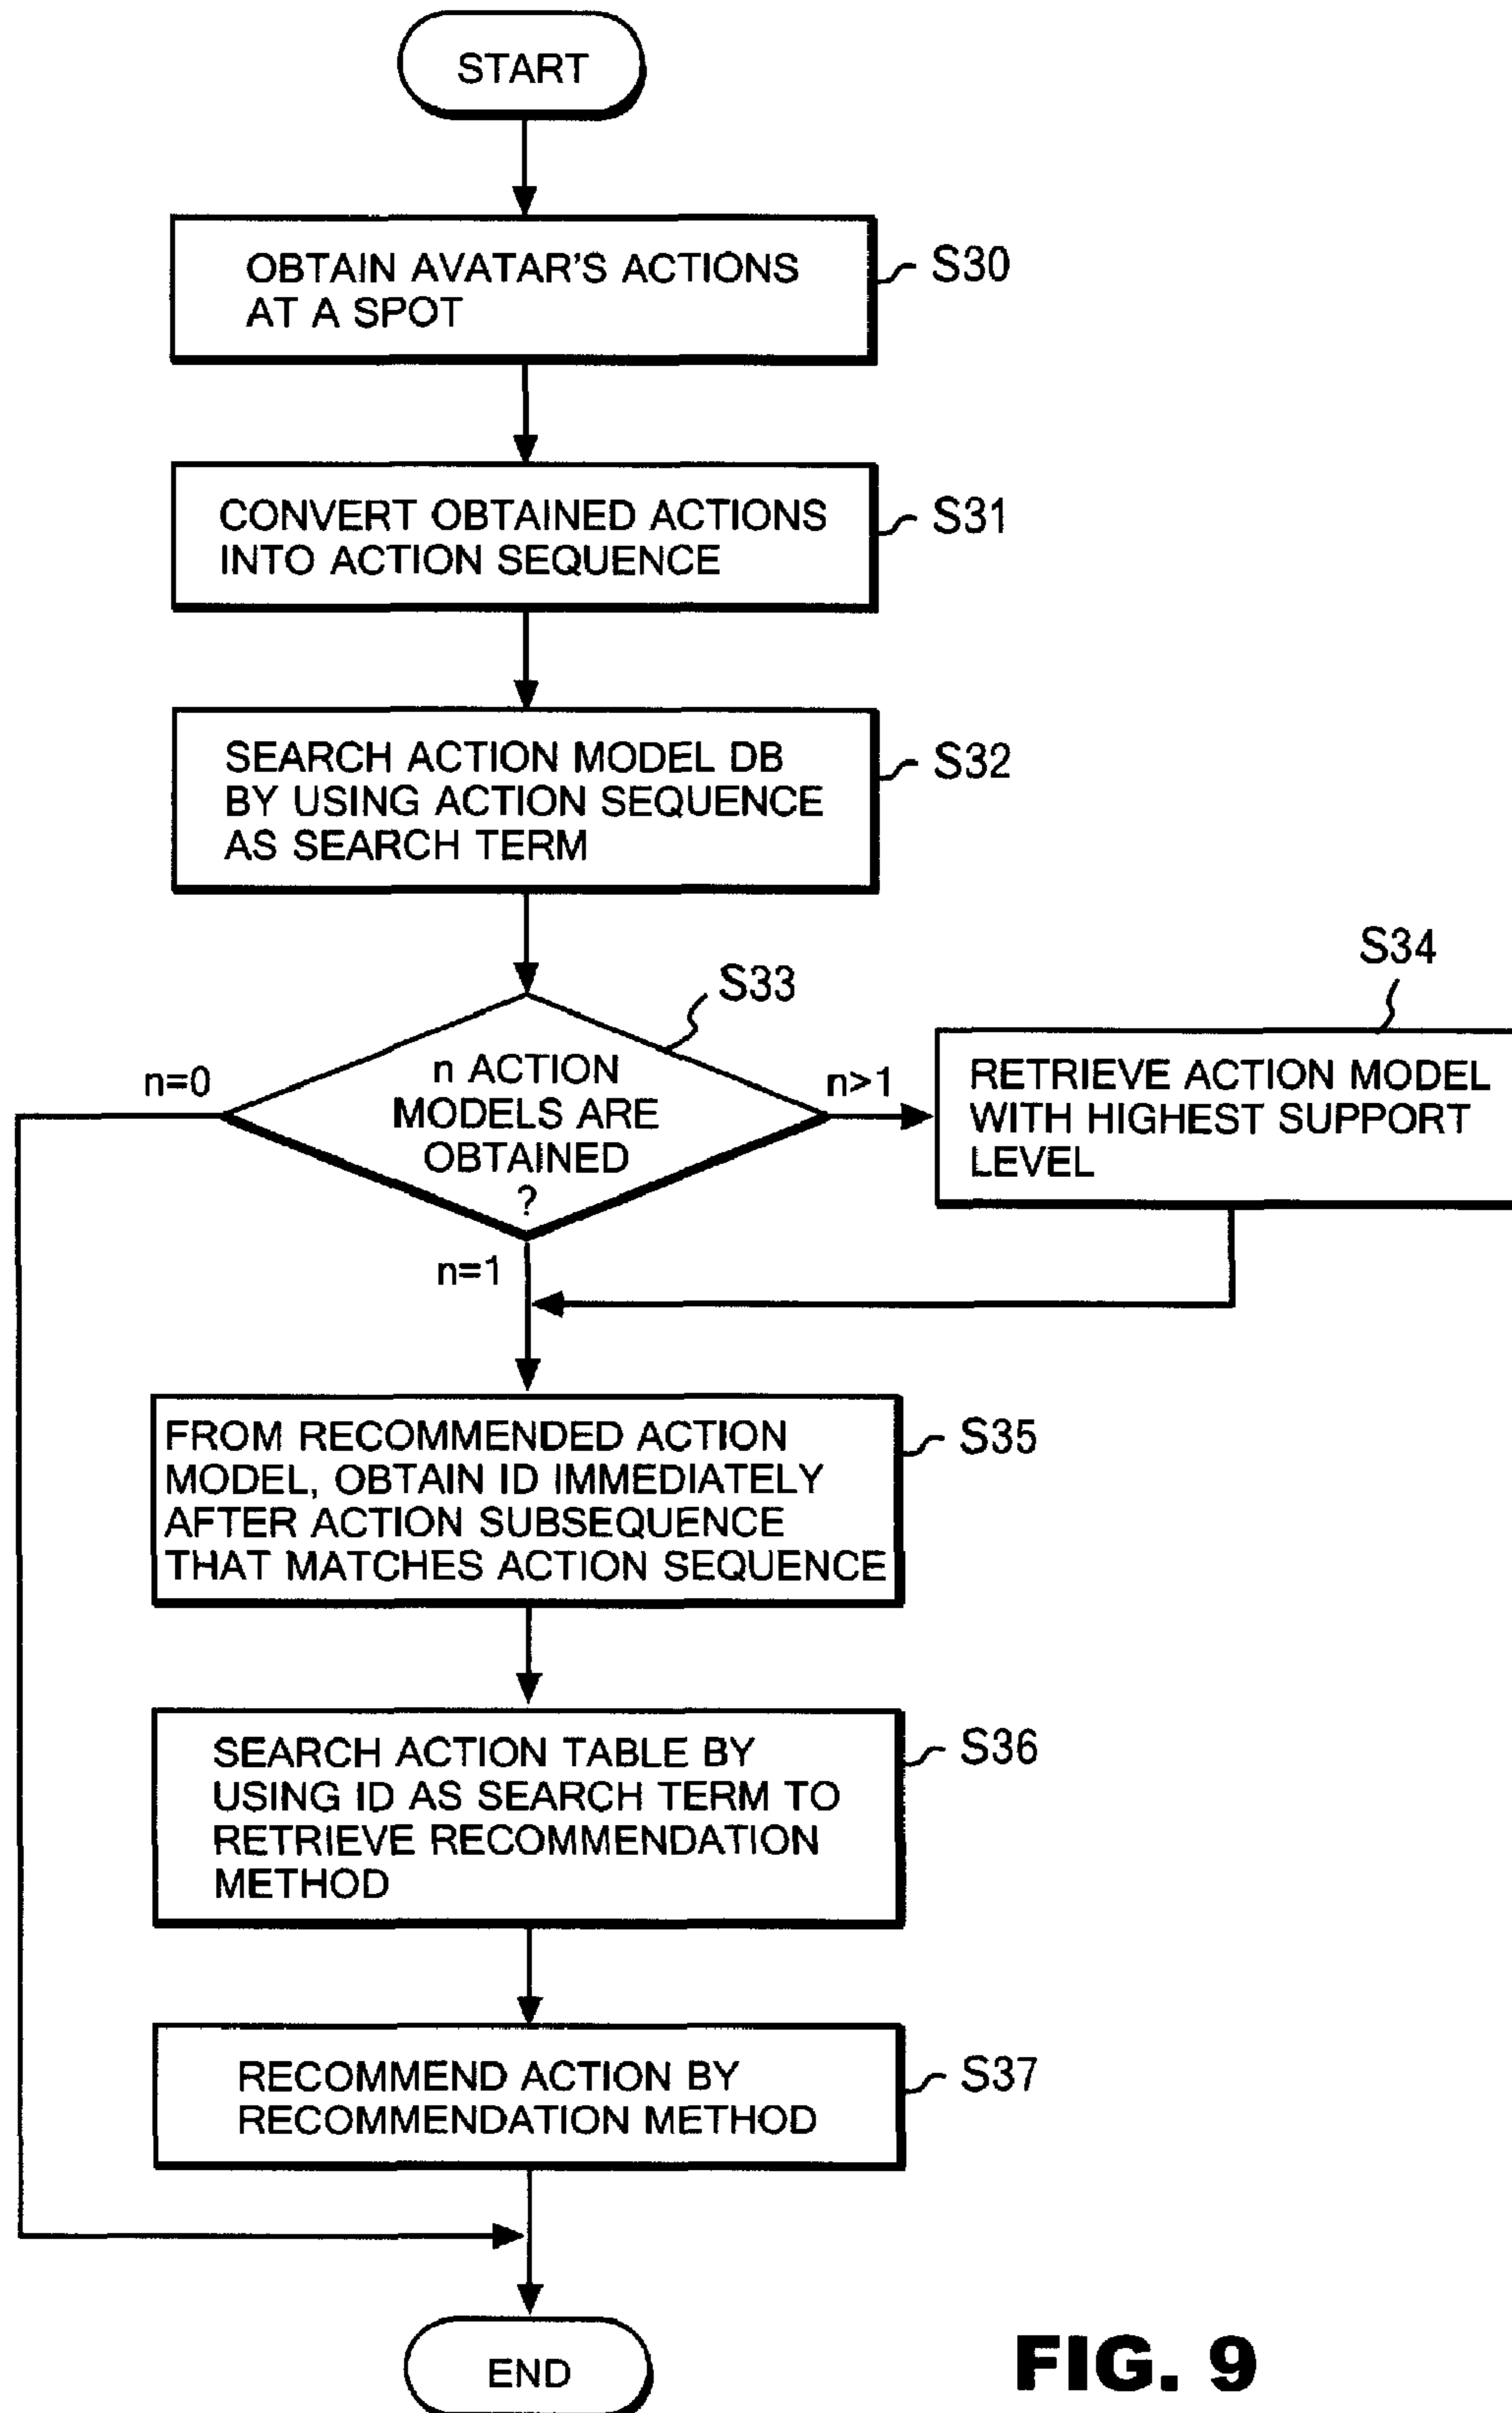 START
OBTAIN AVATAR'S ACTIONS
AT A SPOT
S30
CONVERT OBTAINED ACTIONS
INTO ACTION SEQUENCE
S31
SEARCH ACTION MODEL DB
BY USING ACTION SEQUENCE
AS SEARCH TERM
S32
S33
n ACTION
MODELS ARE
OBTAINED
?
n=0
n>1
n=1
S34
RETRIEVE ACTION MODEL
WITH HIGHEST SUPPORT
LEVEL
FROM RECOMMENDED ACTION
MODEL, OBTAIN ID IMMEDIATELY
AFTER ACTION SUBSEQUENCE
THAT MATCHES ACTION SEQUENCE
S35
SEARCH ACTION TABLE BY
USING ID AS SEARCH TERM TO
RETRIEVE RECOMMENDATION
METHOD
S36
RECOMMEND ACTION BY
RECOMMENDATION METHOD
S37
END
FIG. 9